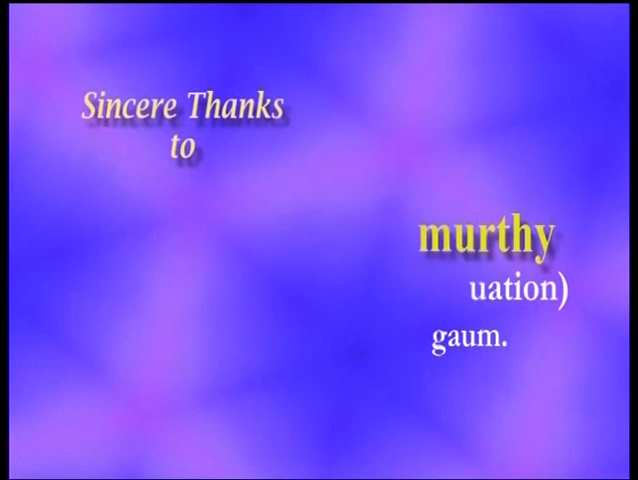 Sincere Thanks
to
murthy
uation)
gaum.